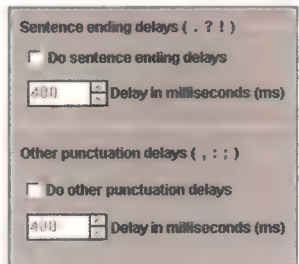 Sentence ending delays ( . ? ! )
Do sentence ending delays
400 Delay in milliseconds (ms)
Other punctuation delays ( , : ; )
Do other punctuation delays
400 Delay in milliseconds (ms)